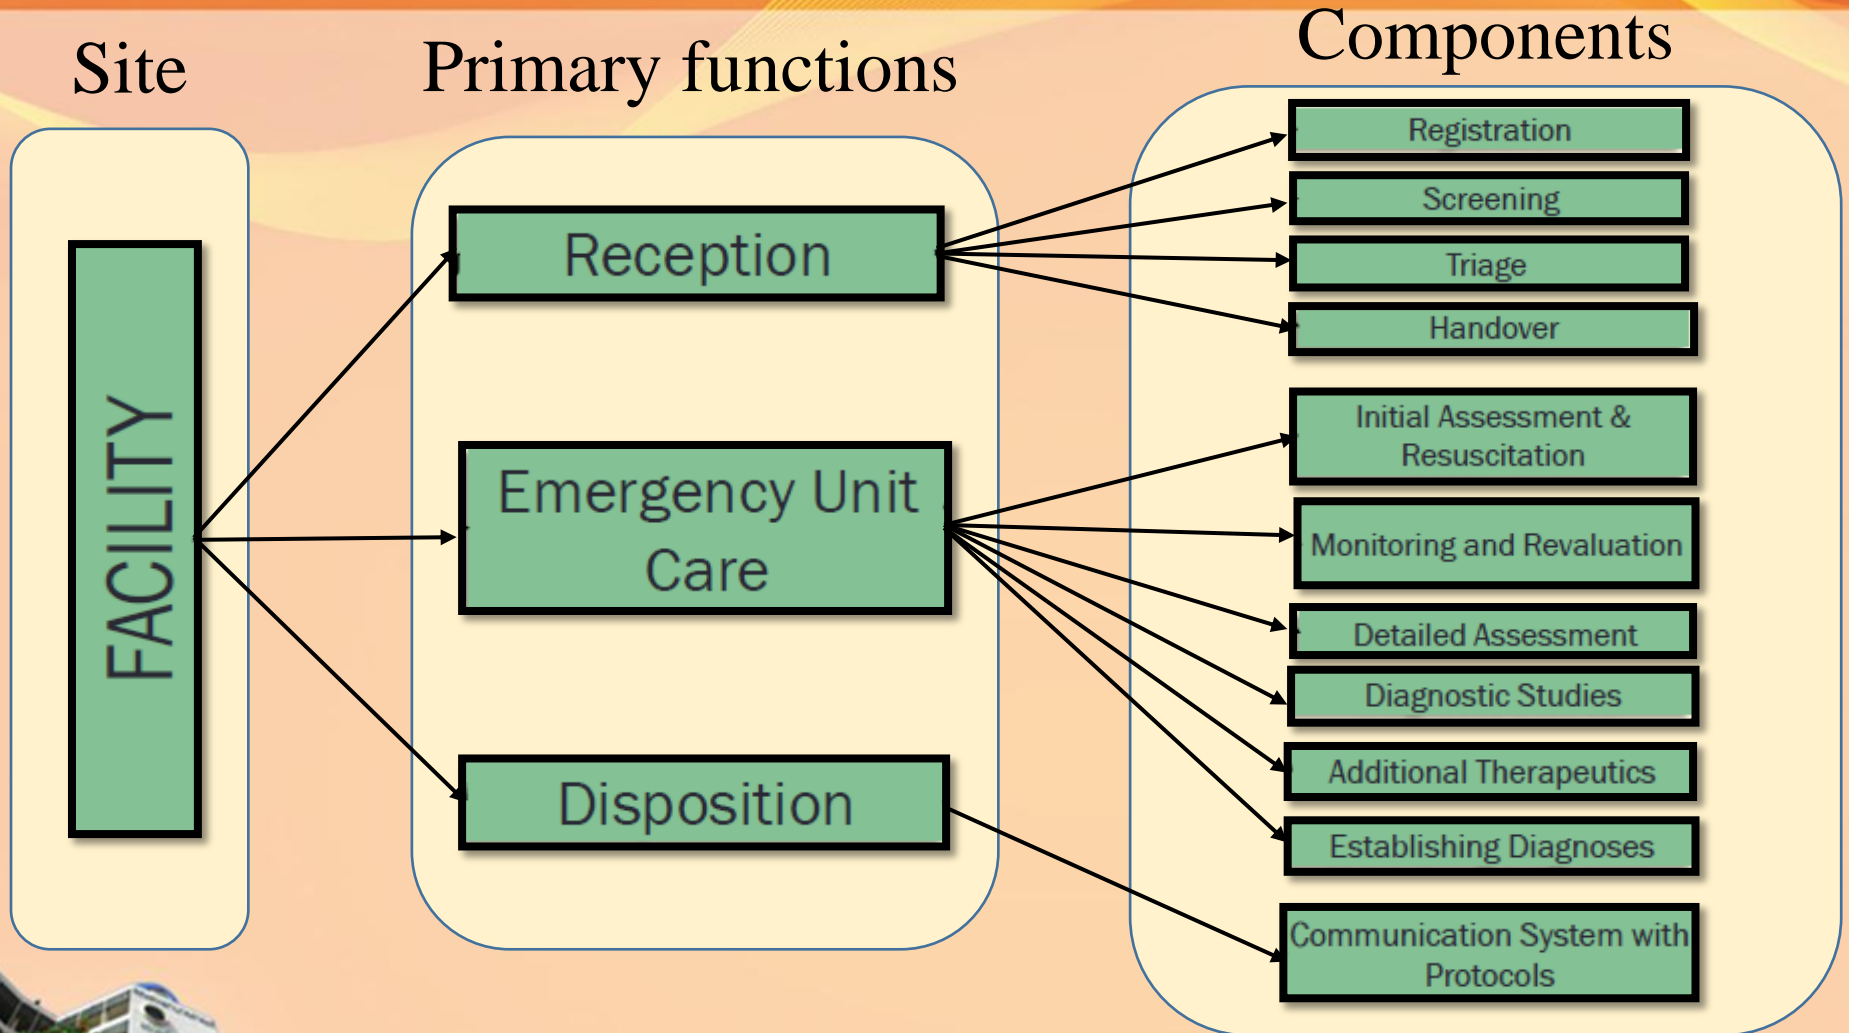 Site
Primary functions
Components
FACILITY
Reception
Emergency Unit
Care
Disposition
Registration
Screening
Triage
Handover
Initial Assessment &
Resuscitation
Monitoring and Revaluation
Detailed Assessment
Diagnostic Studies
Additional Therapeutics
Establishing Diagnoses
Communication System with
Protocols